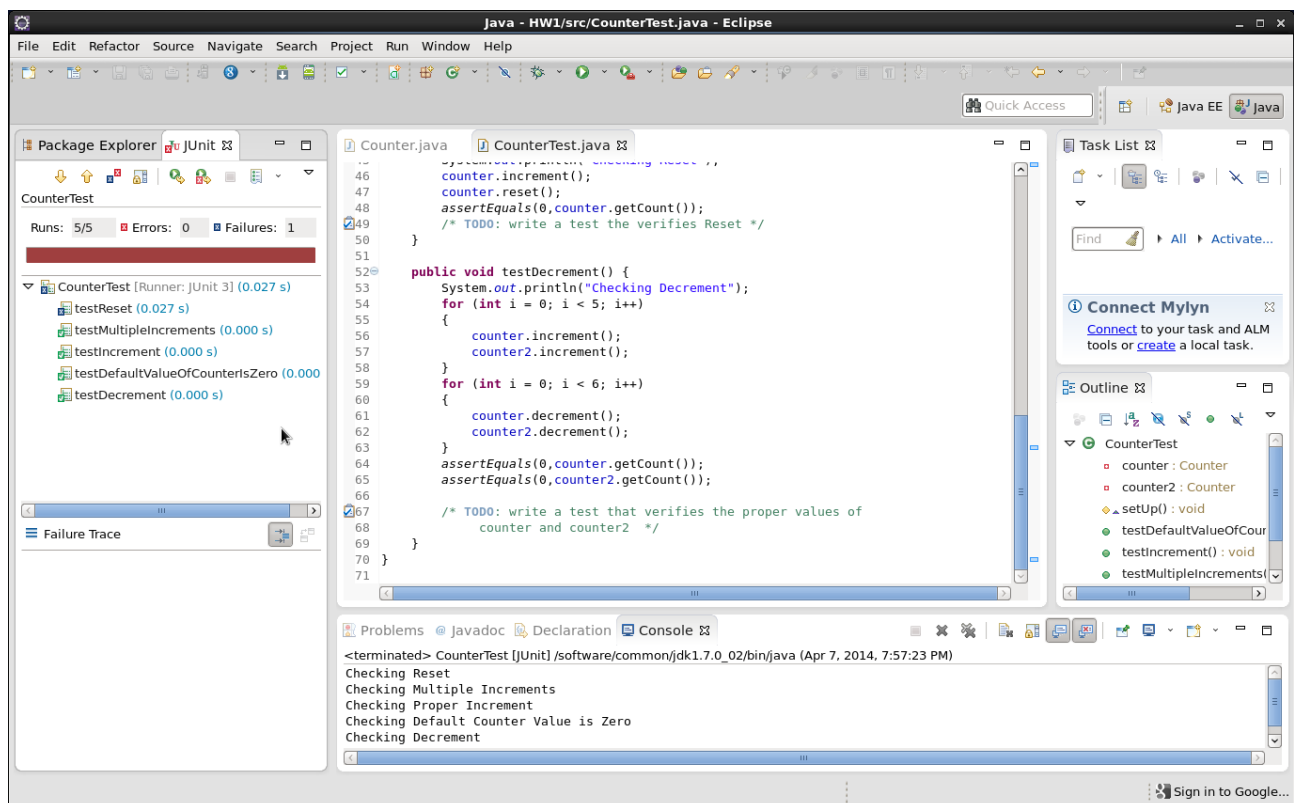 Java - HW1/src/CounterTest.java - Eclipse
File Edit Refactor Source Navigate Search Project Run Window Help
Quick Access
Java EE
Java
Package Explorer
JUnit
CounterTest
Runs: 5/5
Errors: 0
Failures: 1
CounterTest [Runner: JUnit 3] (0.027 s)
testReset (0.027 s)
testMultipleIncrements (0.000 s)
testIncrement (0.000 s)
testDefaultValueOfCounterIsZero (0.000
testDecrement (0.000 s)
Failure Trace
Counter.java
CounterTest.java
45 System.out.println("Checking Reset");
46 counter.increment();
47 counter.reset();
48 assertEquals(0,counter.getCount());
49 /* TODO: write a test the verifies Reset */
50 }
51
52 public void testDecrement() {
53 System.out.println("Checking Decrement");
54 for (int i = 0; i < 5; i++)
55 {
56 counter.increment();
57 counter2.increment();
58 }
59 for (int i = 0; i < 6; i++)
60 {
61 counter.decrement();
62 counter2.decrement();
63 }
64 assertEquals(0,counter.getCount());
65 assertEquals(0,counter2.getCount());
66
67 /* TODO: write a test that verifies the proper values of
68 counter and counter2 */
69 }
70 }
71
Task List
Find
All
Activate...
Connect Mylyn
Connect to your task and ALM
tools or create a local task.
Outline
CounterTest
counter : Counter
counter2 : Counter
setUp() : void
testDefaultValueOfCour
testIncrement() : void
testMultipleIncrements(
Problems
@ Javadoc
Declaration
Console
<terminated> CounterTest [JUnit] /software/common/jdk1.7.0_02/bin/java (Apr 7, 2014, 7:57:23 PM)
Checking Reset
Checking Multiple Increments
Checking Proper Increment
Checking Default Counter Value is Zero
Checking Decrement
Sign in to Google...